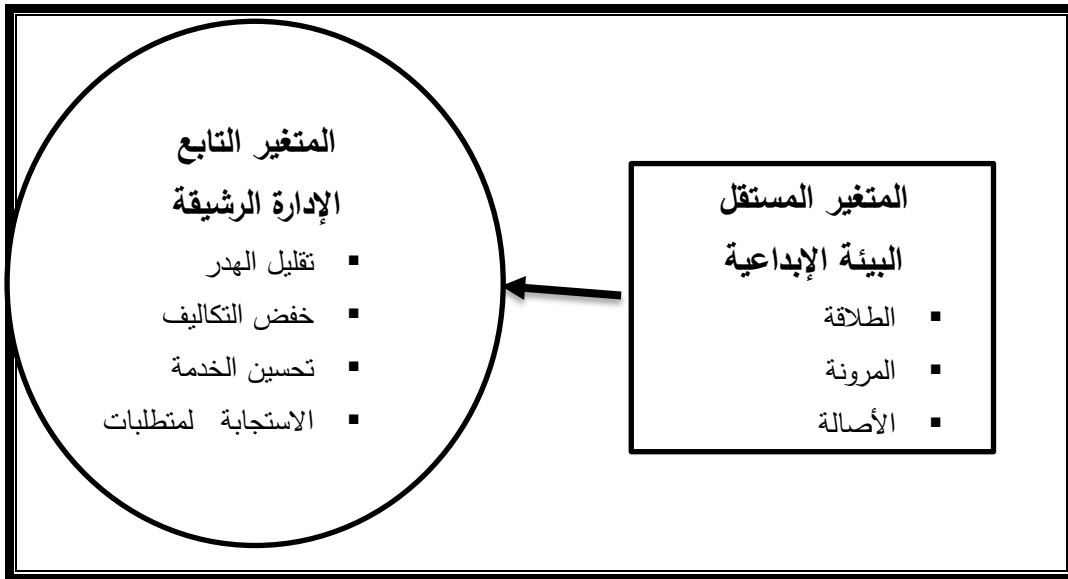 المتغير المستقل
البيئة الإبداعية
▪ الطلاقة
▪ المرونة
▪ الأصالة
المتغير التابع
الإدارة الرشيقة
▪ تقليل الهدر
▪ خفض التكاليف
▪ تحسين الخدمة
▪ الاستجابة لمتطلبات